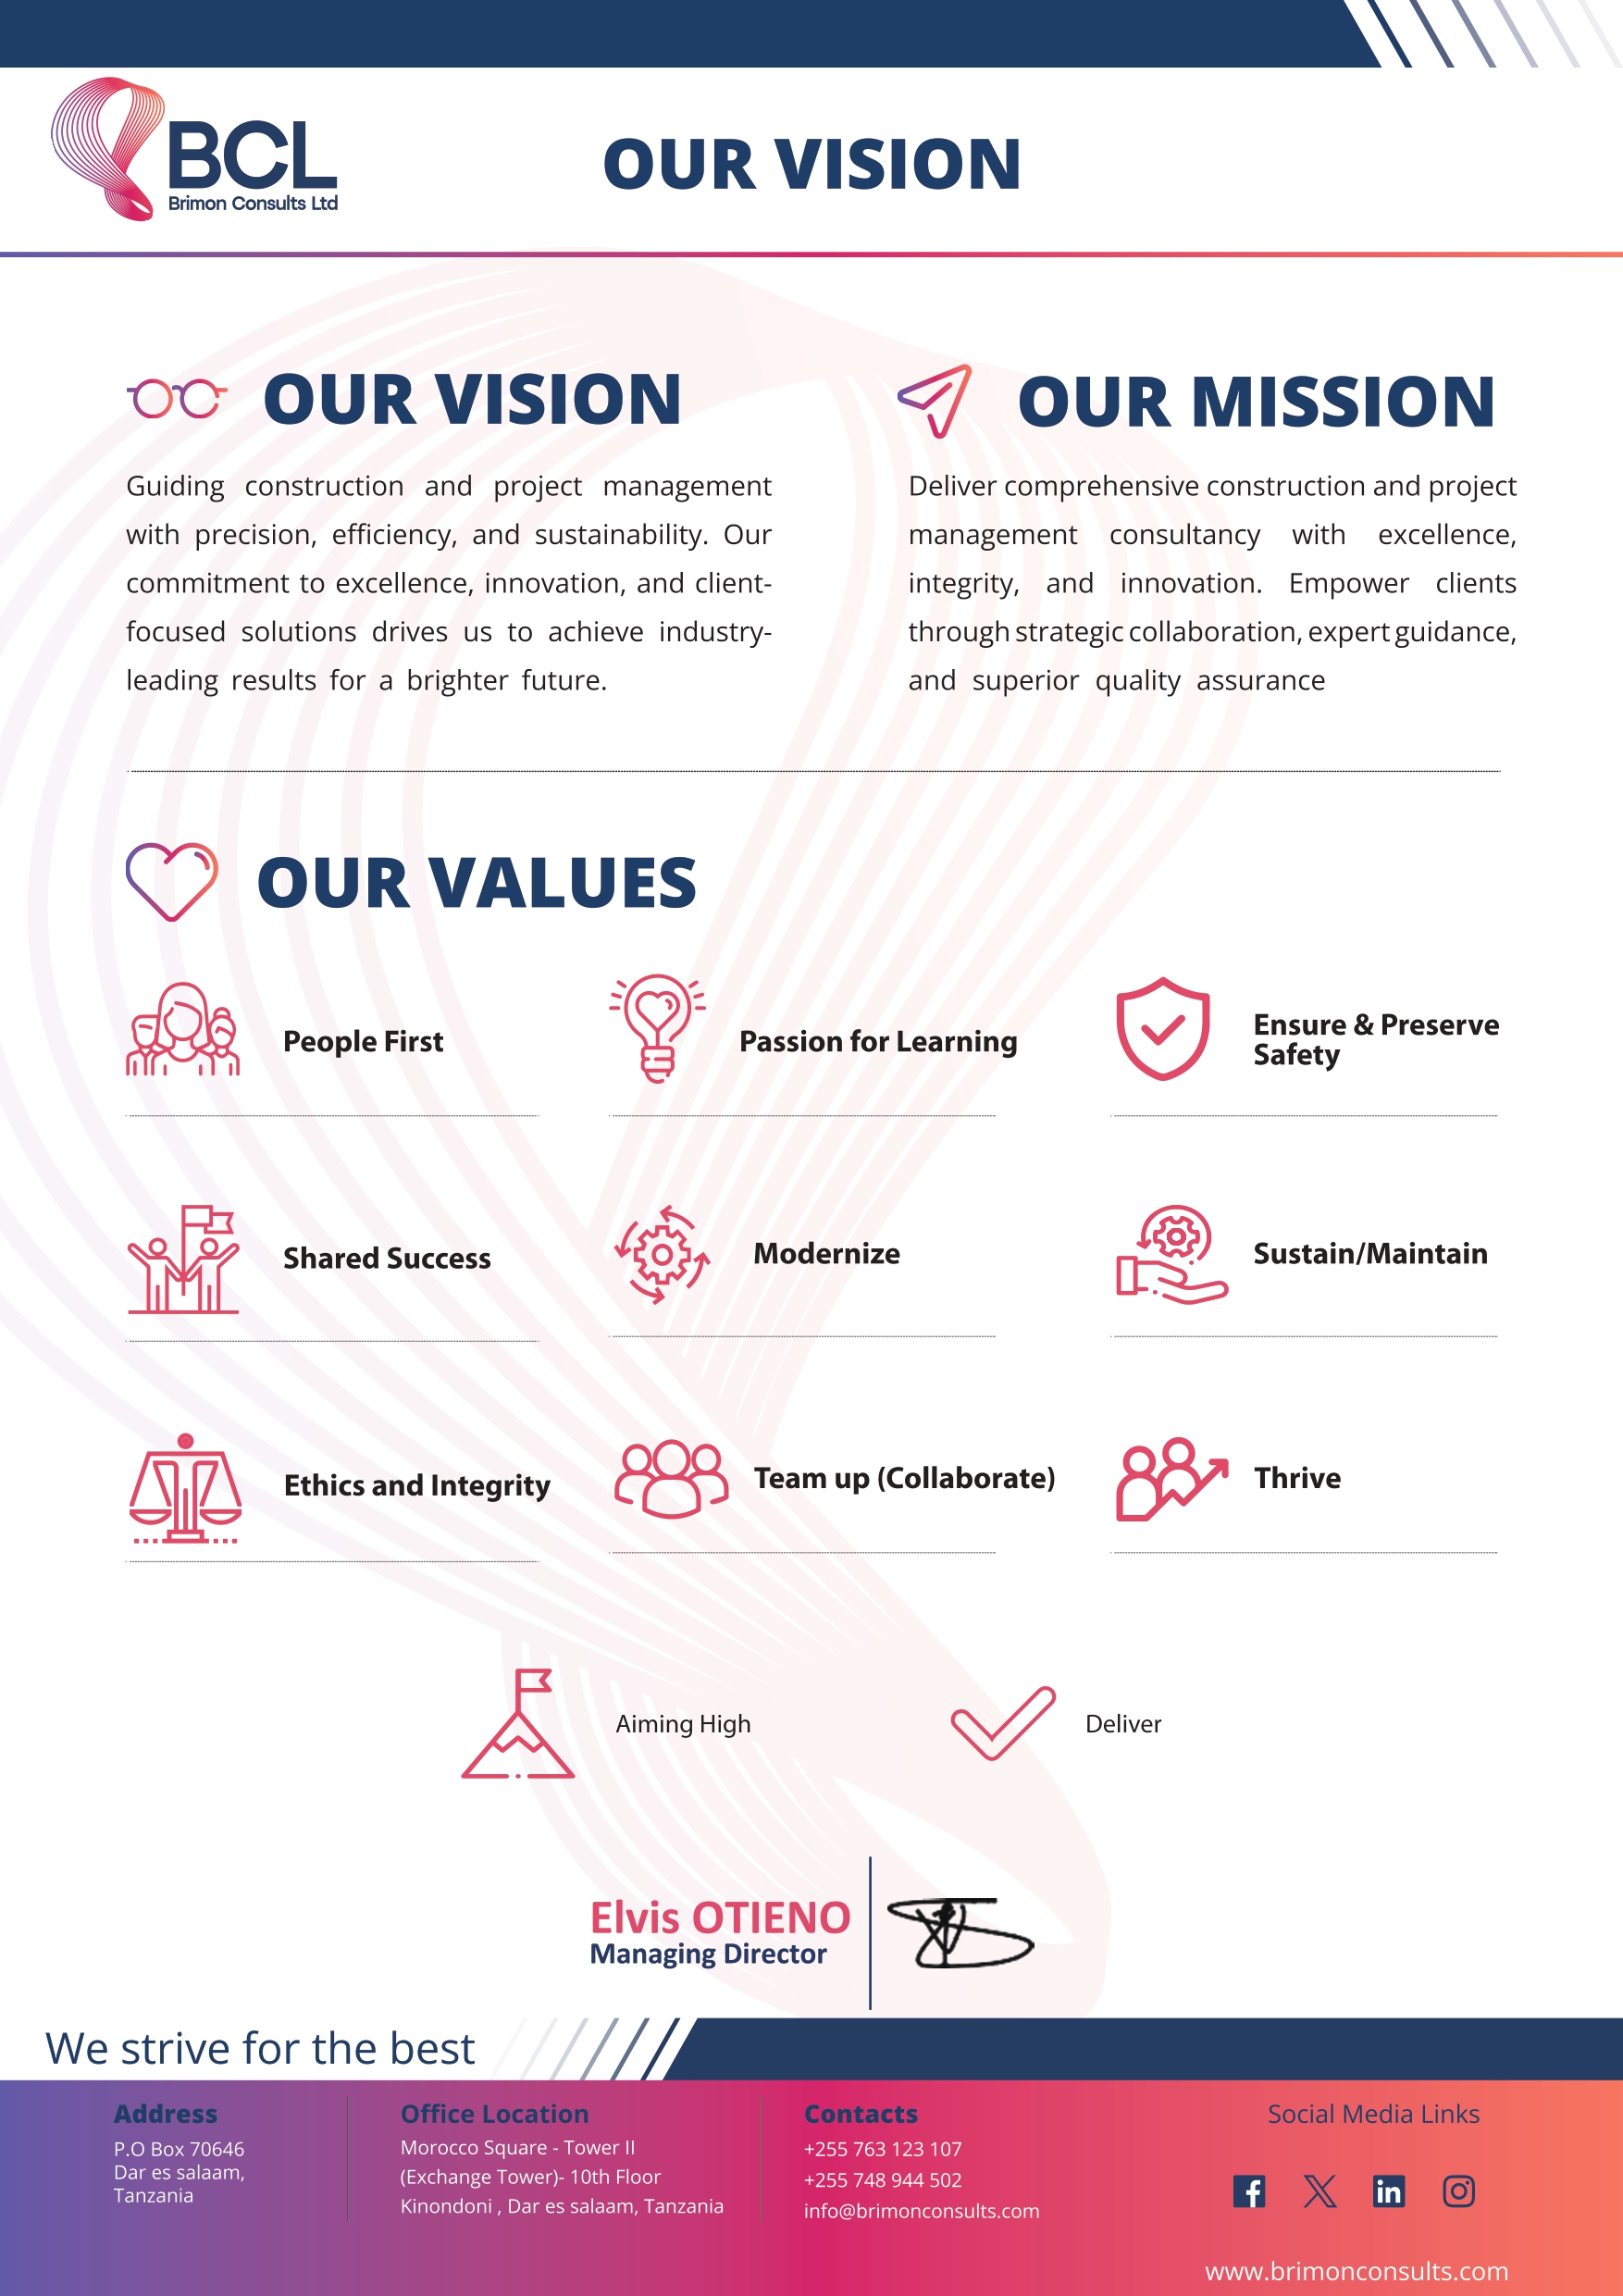 BCL
Brimon Consults Ltd
OUR VISION
OUR VISION
Guiding construction and project management
with precision, efficiency, and sustainability. Our
commitment to excellence, innovation, and client-
focused solutions drives us to achieve industry-
leading results for a brighter future.
OUR MISSION
Deliver comprehensive construction and project
management consultancy with excellence,
integrity, and innovation. Empower clients
through strategic collaboration, expert guidance,
and superior quality assurance
OUR VALUES
People First
Passion for Learning
Ensure & Preserve
Safety
Shared Success
Modernize
Sustain/Maintain
Ethics and Integrity
Team up (Collaborate)
Thrive
Aiming High
Deliver
Elvis OTIENO
Managing Director
We strive for the best
Address
P.O Box 70646
Dar es salaam,
Tanzania
Office Location
Morocco Square - Tower II
(Exchange Tower)- 10th Floor
Kinondoni , Dar es salaam, Tanzania
Contacts
+255 763 123 107
+255 748 944 502
info@brimonconsults.com
Social Media Links
www.brimonconsults.com